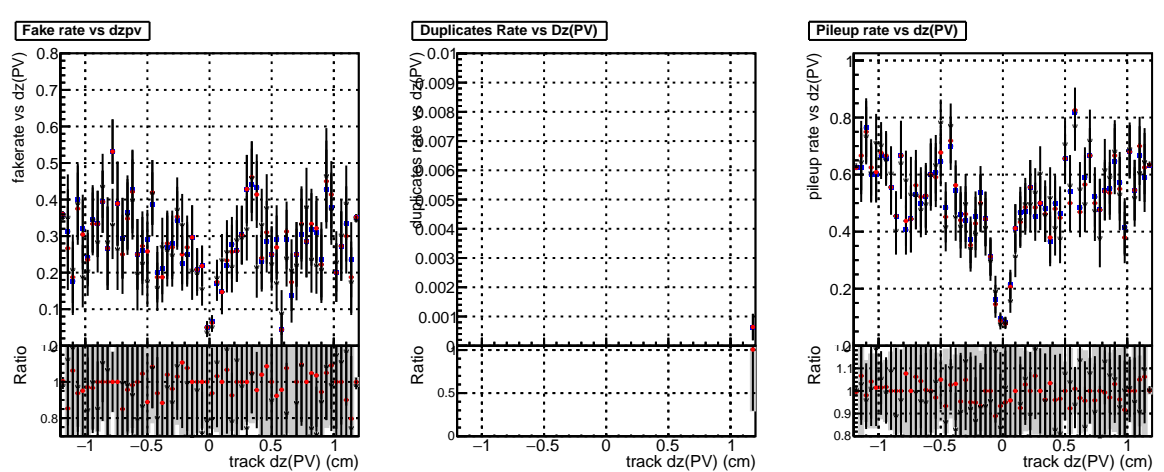 Fake rate vs dzpv
fakerate vs dz(PV)
0.8
0.7
0.6
0.5
0.4
0.3
0.2
0.1
0
Ratio
1
0.8
−1 −0.5 0 0.5 1
track dz(PV) (cm)
Duplicates Rate vs Dz(PV)
duplicates rate vs dz(PV)
0.01
0.009
0.008
0.007
0.006
0.005
0.004
0.003
0.002
0.001
0
Ratio
1
0.5
0
−1 −0.5 0 0.5 1
track dz(PV) (cm)
Pileup rate vs dz(PV)
pileup rate vs dz(PV)
1
0.8
0.6
0.4
0.2
0
Ratio
1.1
1
0.9
0.8
−1 −0.5 0 0.5 1
track dz(PV) (cm)